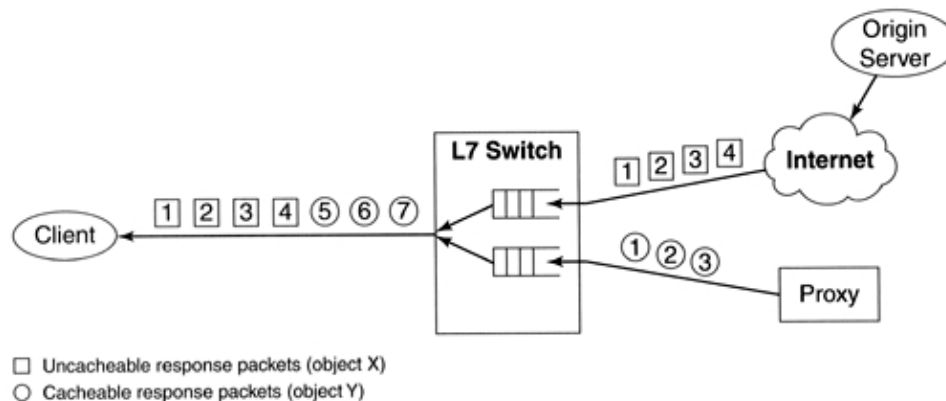 Origin
Server
L7 Switch
Internet
1 2 3 4
1 2 3 4 5 6 7
Client
1 2 3
Proxy
Uncacheable response packets (object X)
Cacheable response packets (object Y)